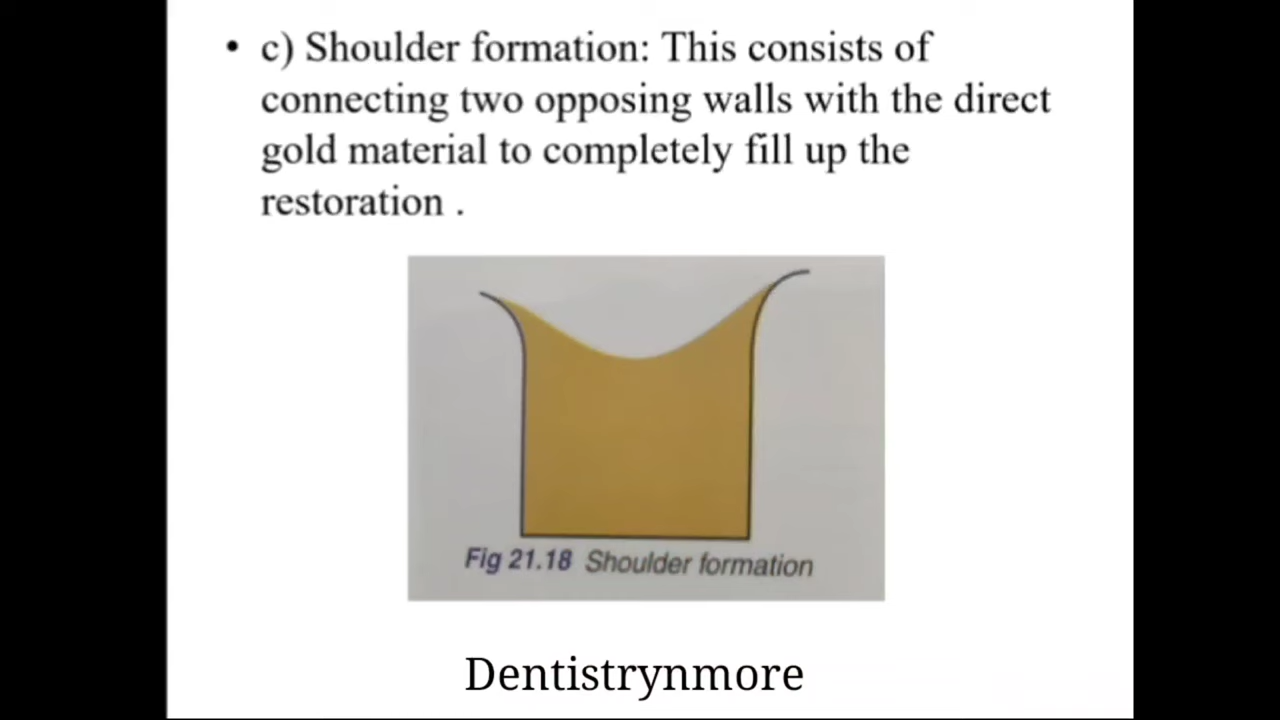 • c) Shoulder formation: This consists of
connecting two opposing walls with the direct
gold material to completely fill up the
restoration .
Fig 21.18 Shoulder formation
Dentistrynmore